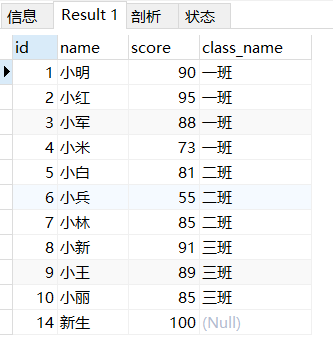 信息 Result 1 剖析 状态
id name score class_name
1 小明 90 一班
2 小红 95 一班
3 小军 88 一班
4 小米 73 一班
5 小白 81 二班
6 小兵 55 二班
7 小林 85 二班
8 小新 91 三班
9 小王 89 三班
10 小丽 85 三班
14 新生 100 (Null)